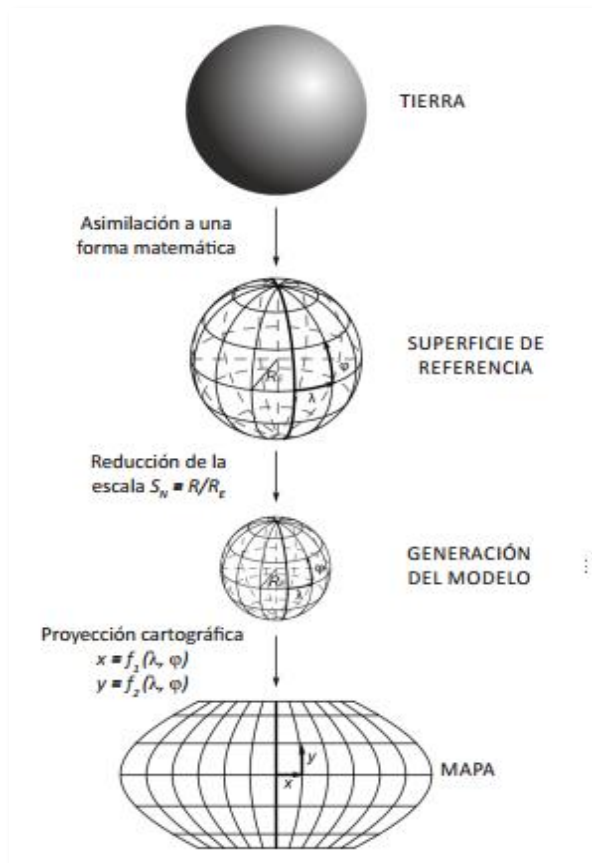 TIERRA
Asimilación a una
forma matemática
SUPERFICIE DE
REFERENCIA
R_E
φ
λ
Reducción de la
escala S_N = R/R_E
GENERACIÓN
DEL MODELO
φ
λ
Proyección cartográfica
x = f_1(λ, φ)
y = f_2(λ, φ)
y
x
MAPA